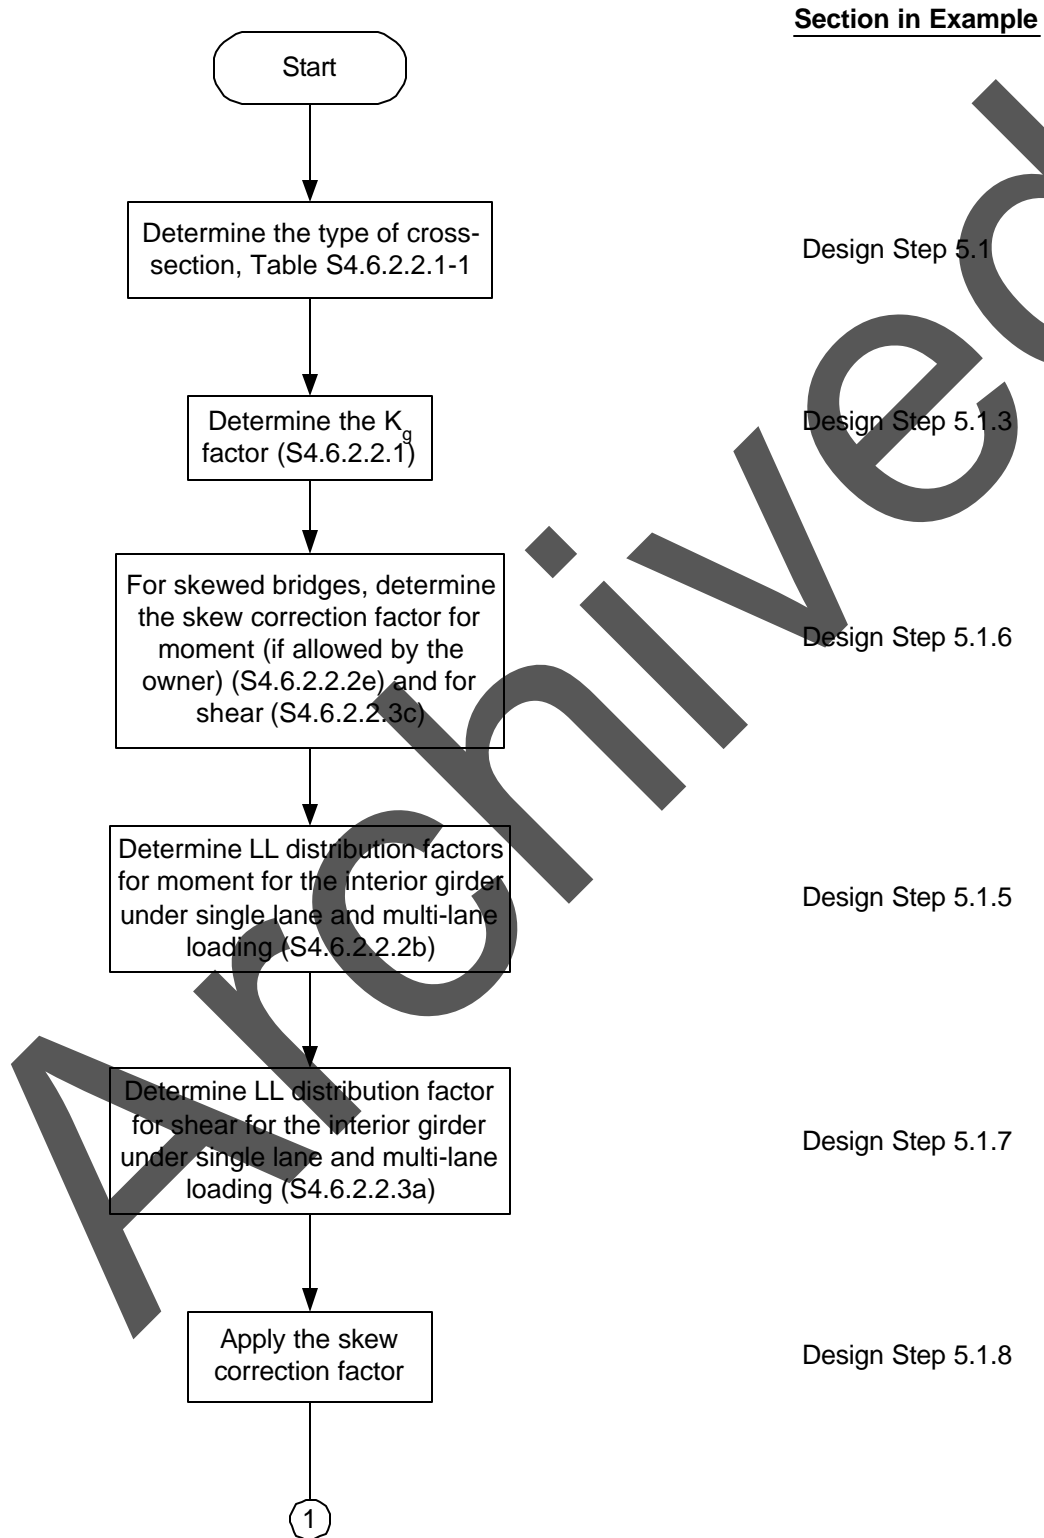 Section in Example
Start
Determine the type of cross-
section, Table S4.6.2.2.1-1
Design Step 5.1
Determine the Kg
factor (S4.6.2.2.1)
Design Step 5.1.3
For skewed bridges, determine
the skew correction factor for
moment (if allowed by the
owner) (S4.6.2.2.2e) and for
shear (S4.6.2.2.3c)
Design Step 5.1.6
Determine LL distribution factors
for moment for the interior girder
under single lane and multi-lane
loading (S4.6.2.2.2b)
Design Step 5.1.5
Determine LL distribution factor
for shear for the interior girder
under single lane and multi-lane
loading (S4.6.2.2.3a)
Design Step 5.1.7
Apply the skew
correction factor
Design Step 5.1.8
1
Archived